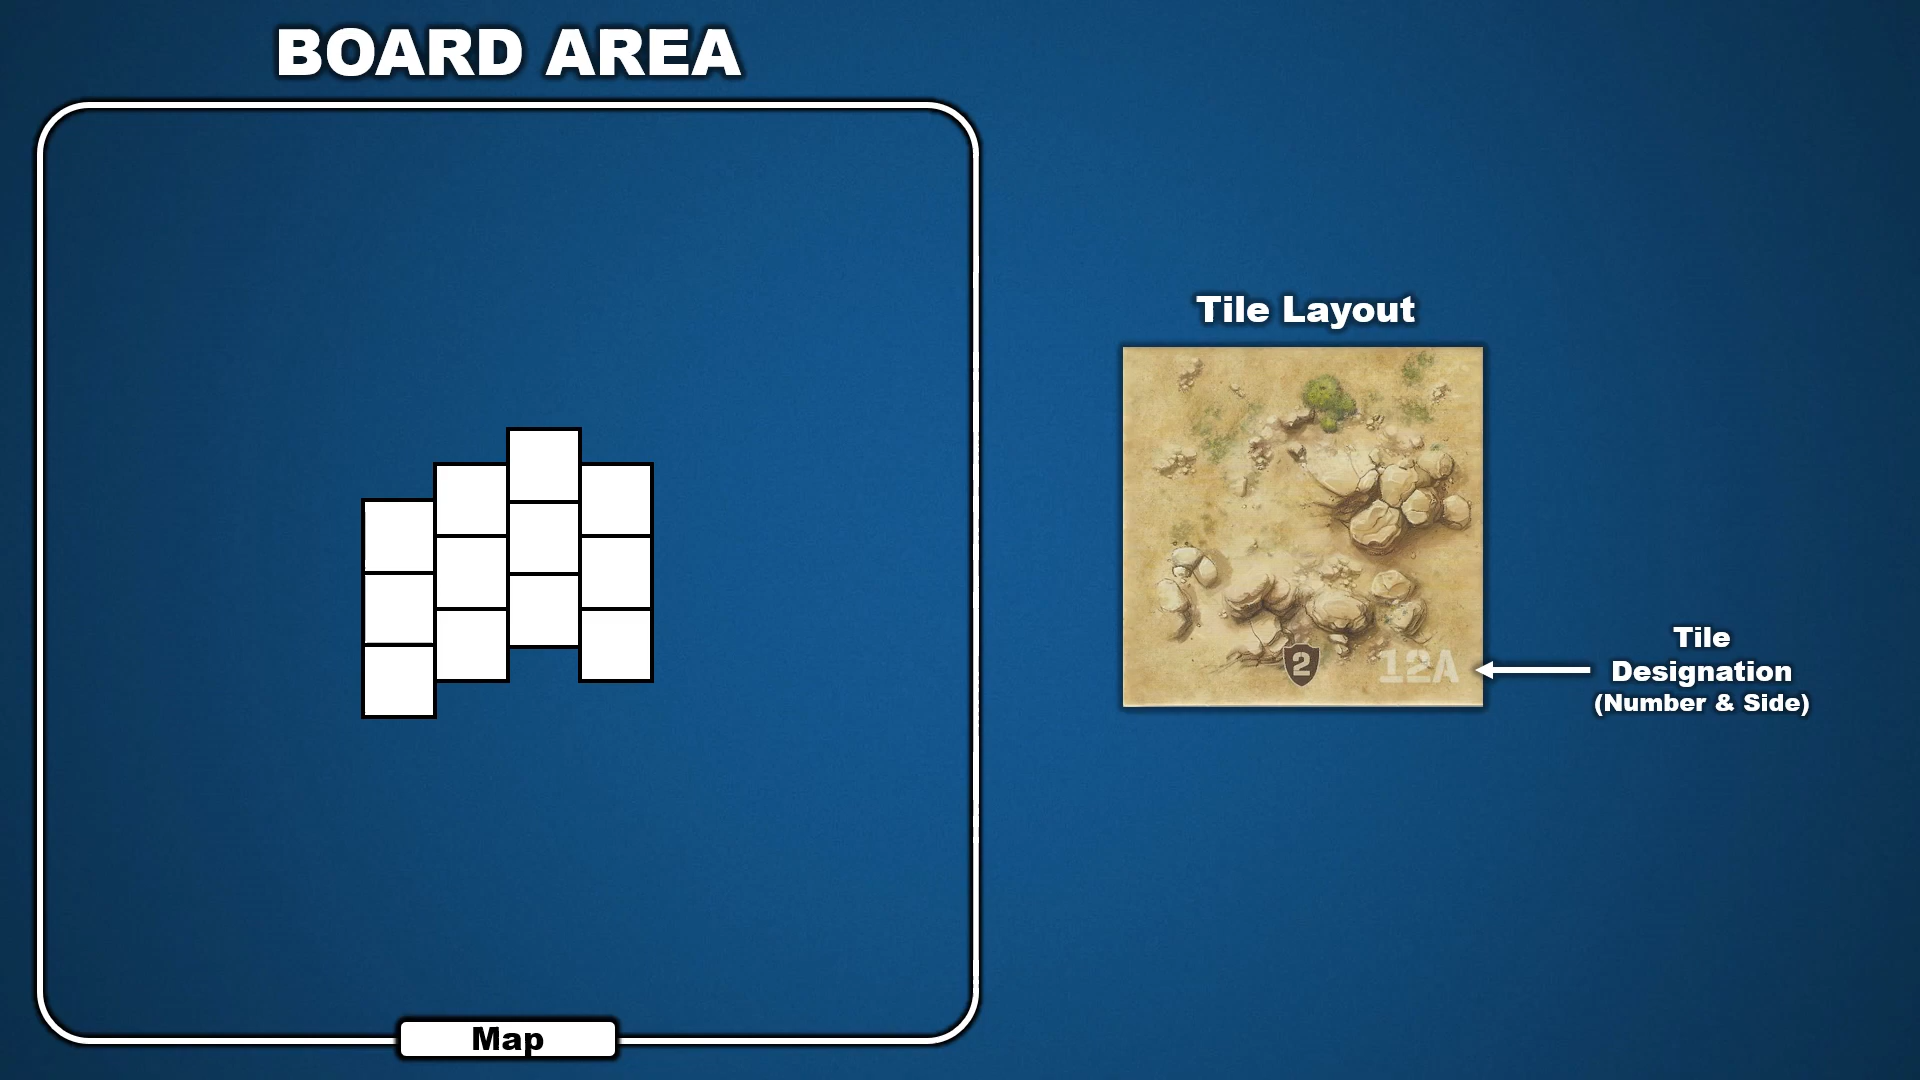 BOARD AREA
Tile Layout
2
12A
Tile
Designation
(Number & Side)
Map